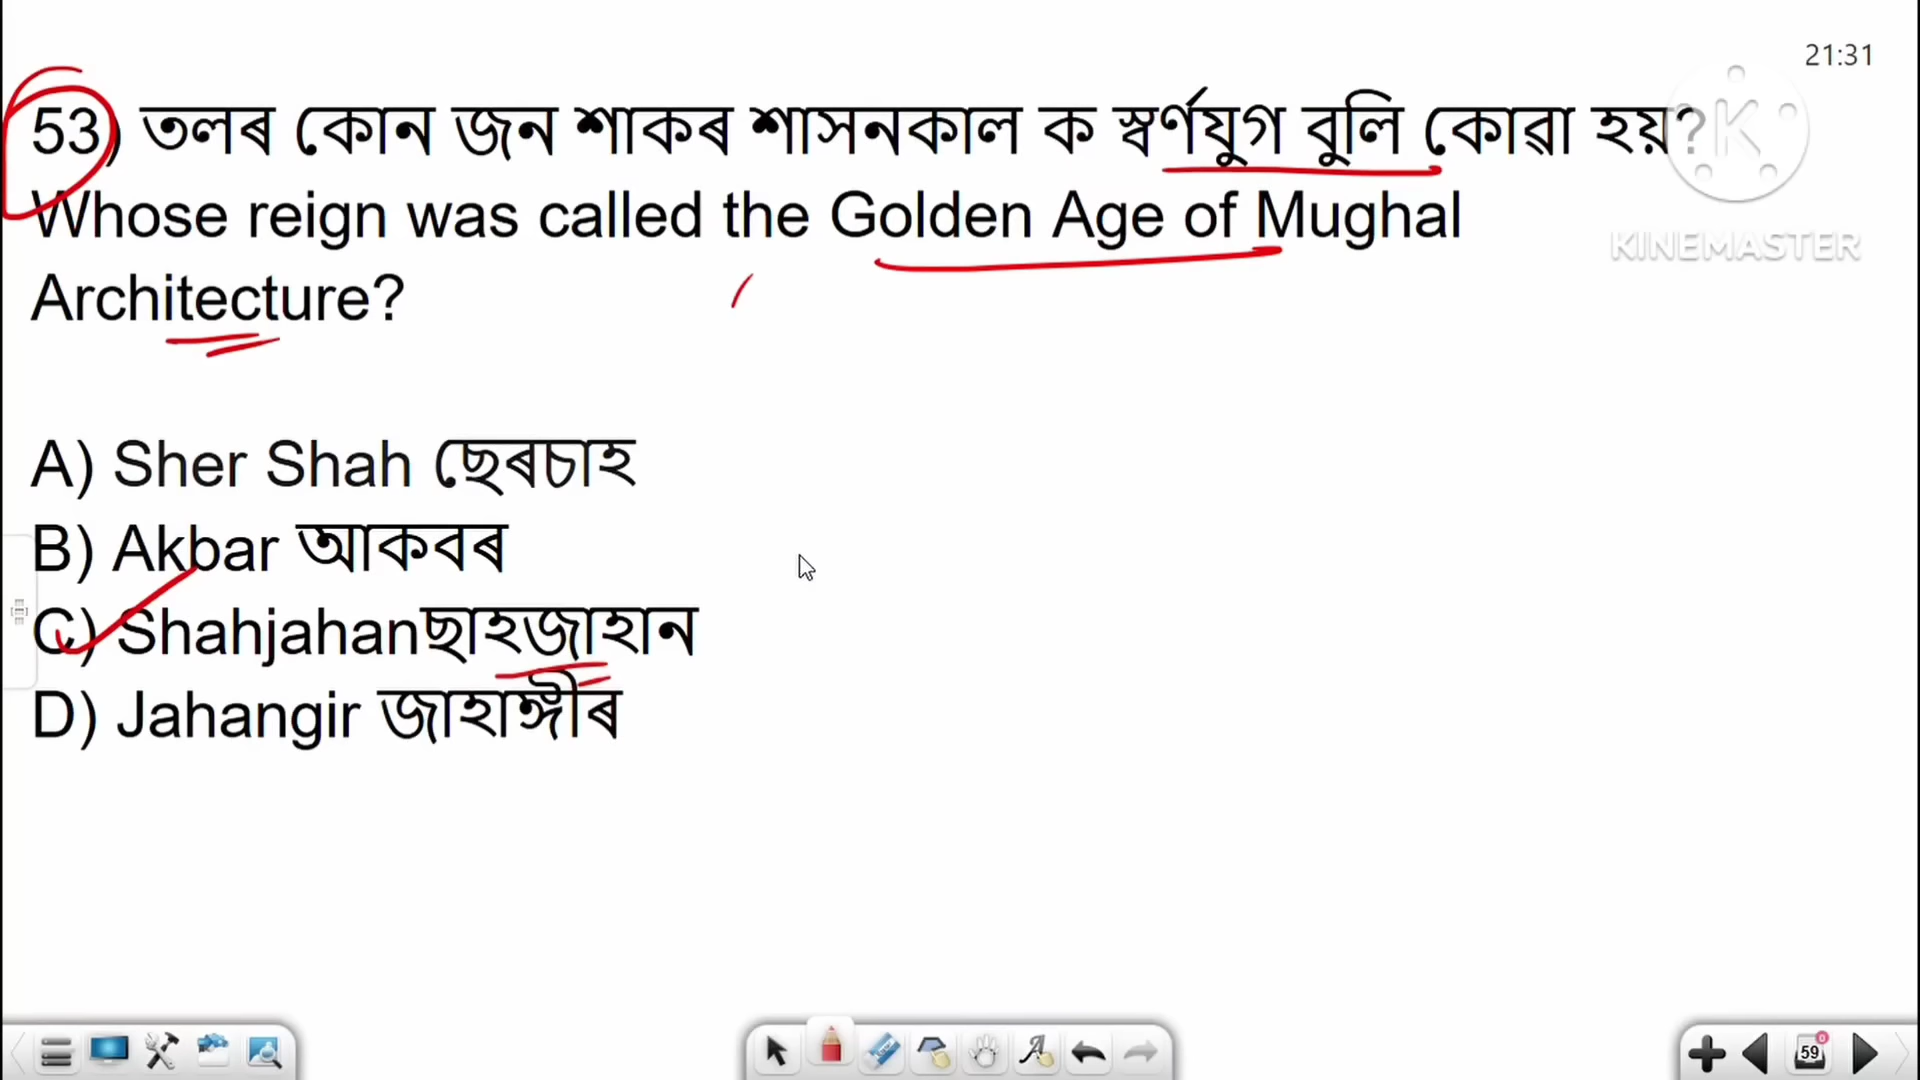 21:31
53) তলৰ কোন জন শাকৰ শাসনকাল ক স্বৰ্ণযুগ বুলি কোৱা হয়?
Whose reign was called the Golden Age of Mughal
Architecture?
KINEMASTER
A) Sher Shah ছেৰচাহ
B) Akbar আকবৰ
C) Shahjahanছাহজাহান
D) Jahangir জাহাঙ্গীৰ
59
0